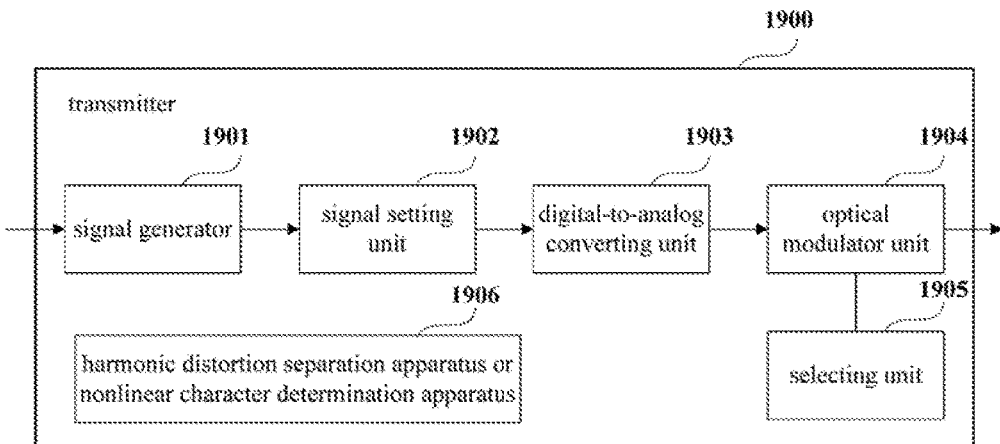 1900
transmitter
1901
1902
1903
1904
signal generator
signal setting
unit
digital-to-analog
converting unit
optical
modulator unit
1906
1905
harmonic distortion separation apparatus or
nonlinear character determination apparatus
selecting unit